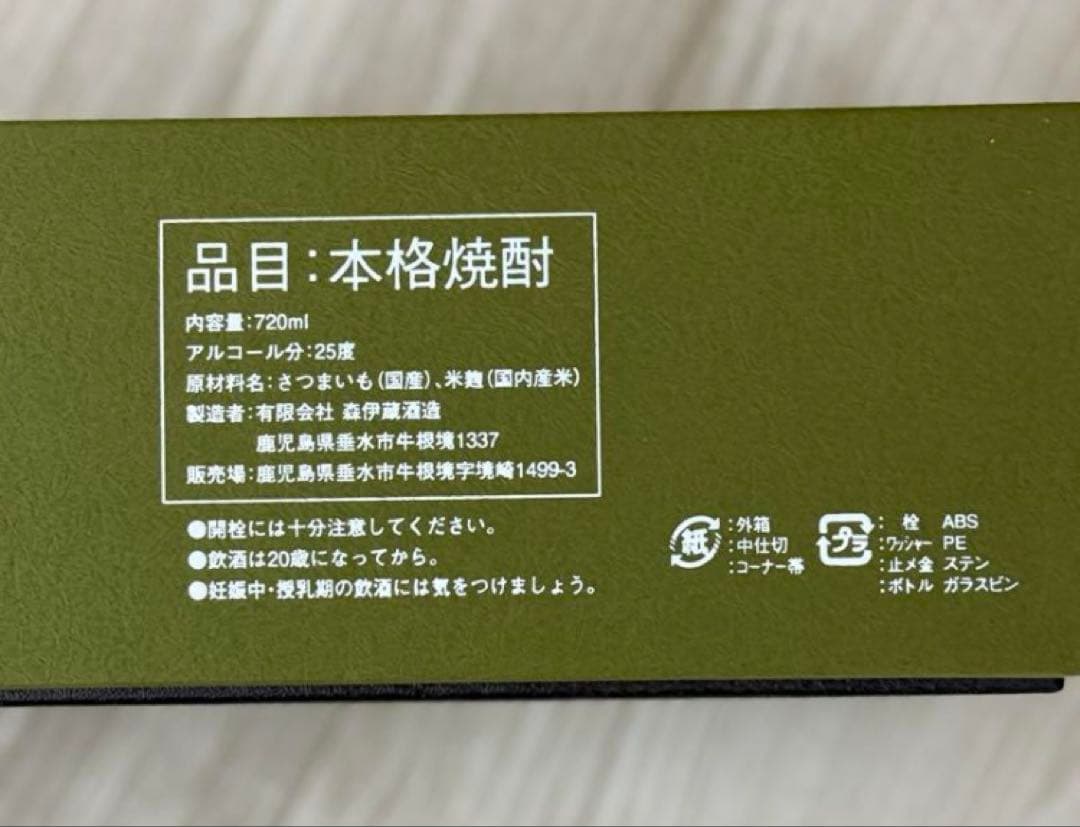 品目:本格焼酎
内容量:720ml
アルコール分:25度
原材料名:さつまいも(国産)、米麹(国内産米)
製造者:有限会社 森伊蔵酒造
鹿児島県垂水市牛根境1337
販売場:鹿児島県垂水市牛根境字境崎1499-3
●開栓には十分注意してください。
●飲酒は20歳になってから。
●妊娠中・授乳期の飲酒には気をつけましょう。
紙
:外箱
:中仕切
:コーナー帯
プラ
: 栓 ABS
:ワッシャー PE
:止メ金 ステン
:ボトル ガラスビン